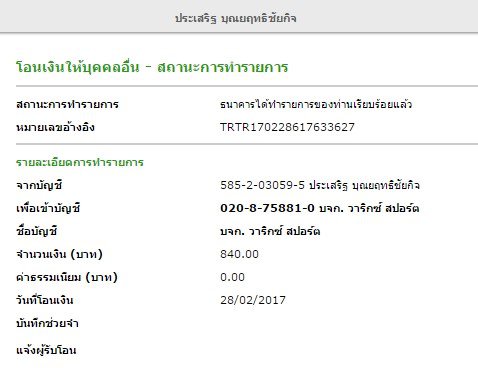 ประเสริฐ บุณยฤทธิชัยกิจ
โอนเงินให้บุคคลอื่น - สถานะการทำรายการ
สถานะการทำรายการ ธนาคารได้ทำรายการของท่านเรียบร้อยแล้ว
หมายเลขอ้างอิง TRTR170228617633627
รายละเอียดการทำรายการ
จากบัญชี 585-2-03059-5 ประเสริฐ บุณยฤทธิชัยกิจ
เพื่อเข้าบัญชี 020-8-75881-0 บจก. วาริกซ์ สปอร์ต
ชื่อบัญชี บจก. วาริกซ์ สปอร์ต
จำนวนเงิน (บาท) 840.00
ค่าธรรมเนียม (บาท) 0.00
วันที่โอนเงิน 28/02/2017
บันทึกช่วยจำ
แจ้งผู้รับโอน